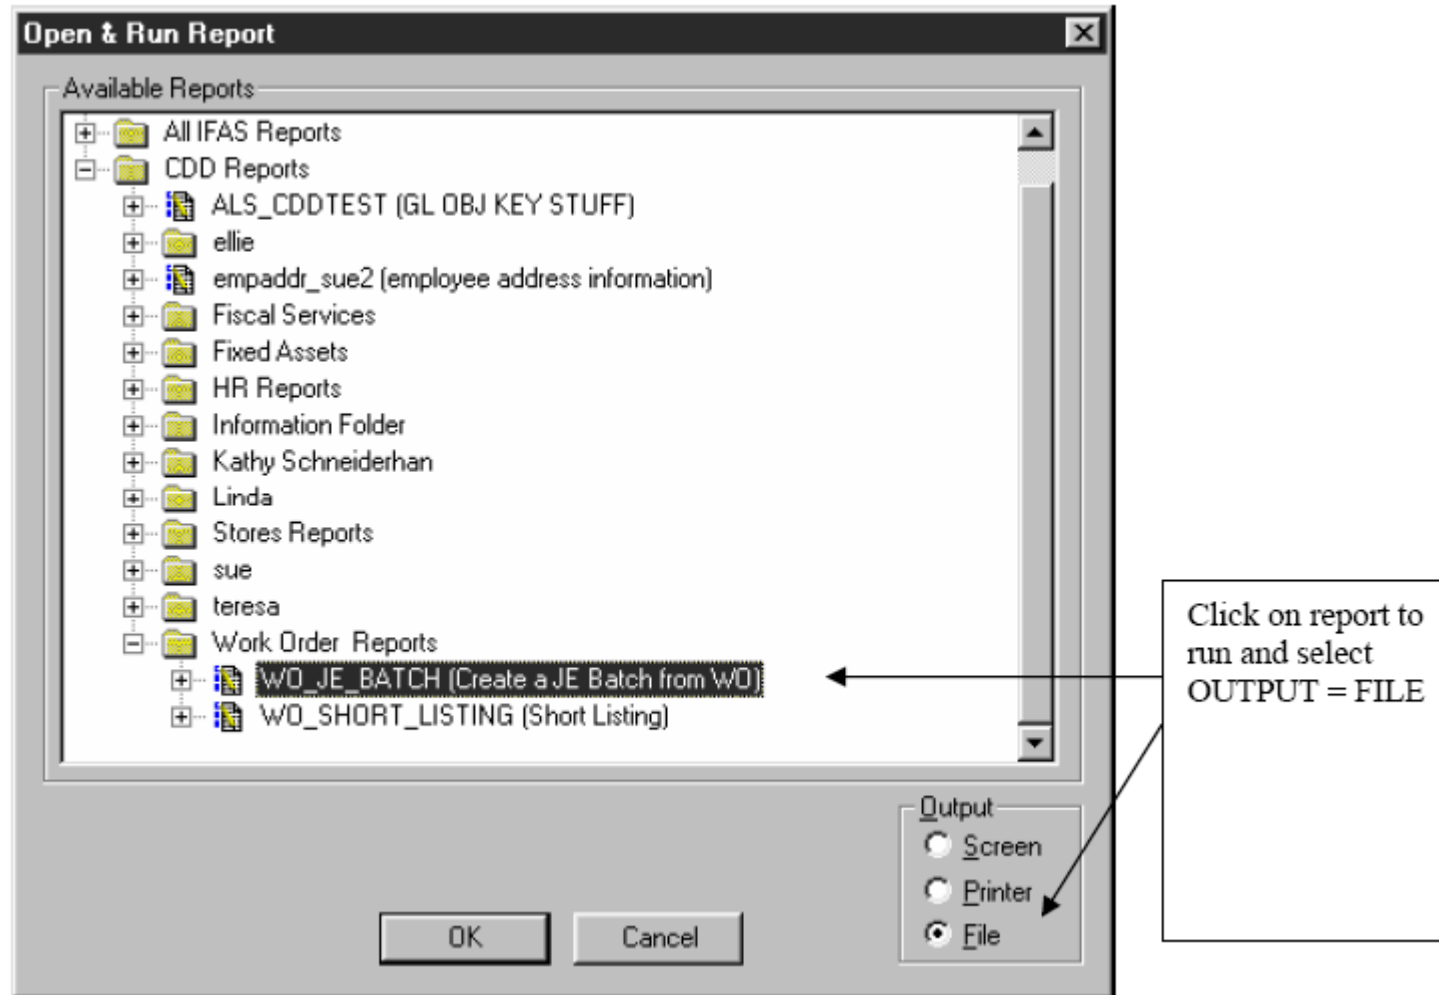 Open & Run Report
Available Reports
All IFAS Reports
CDD Reports
ALS_CDDTEST (GL OBJ KEY STUFF)
ellie
empaddr_sue2 (employee address information)
Fiscal Services
Fixed Assets
HR Reports
Information Folder
Kathy Schneiderhan
Linda
Stores Reports
sue
teresa
Work Order  Reports
WO_JE_BATCH (Create a JE Batch from WO)
WO_SHORT_LISTING (Short Listing)
Click on report to
run and select
OUTPUT = FILE
Output
Screen
Printer
File
OK
Cancel